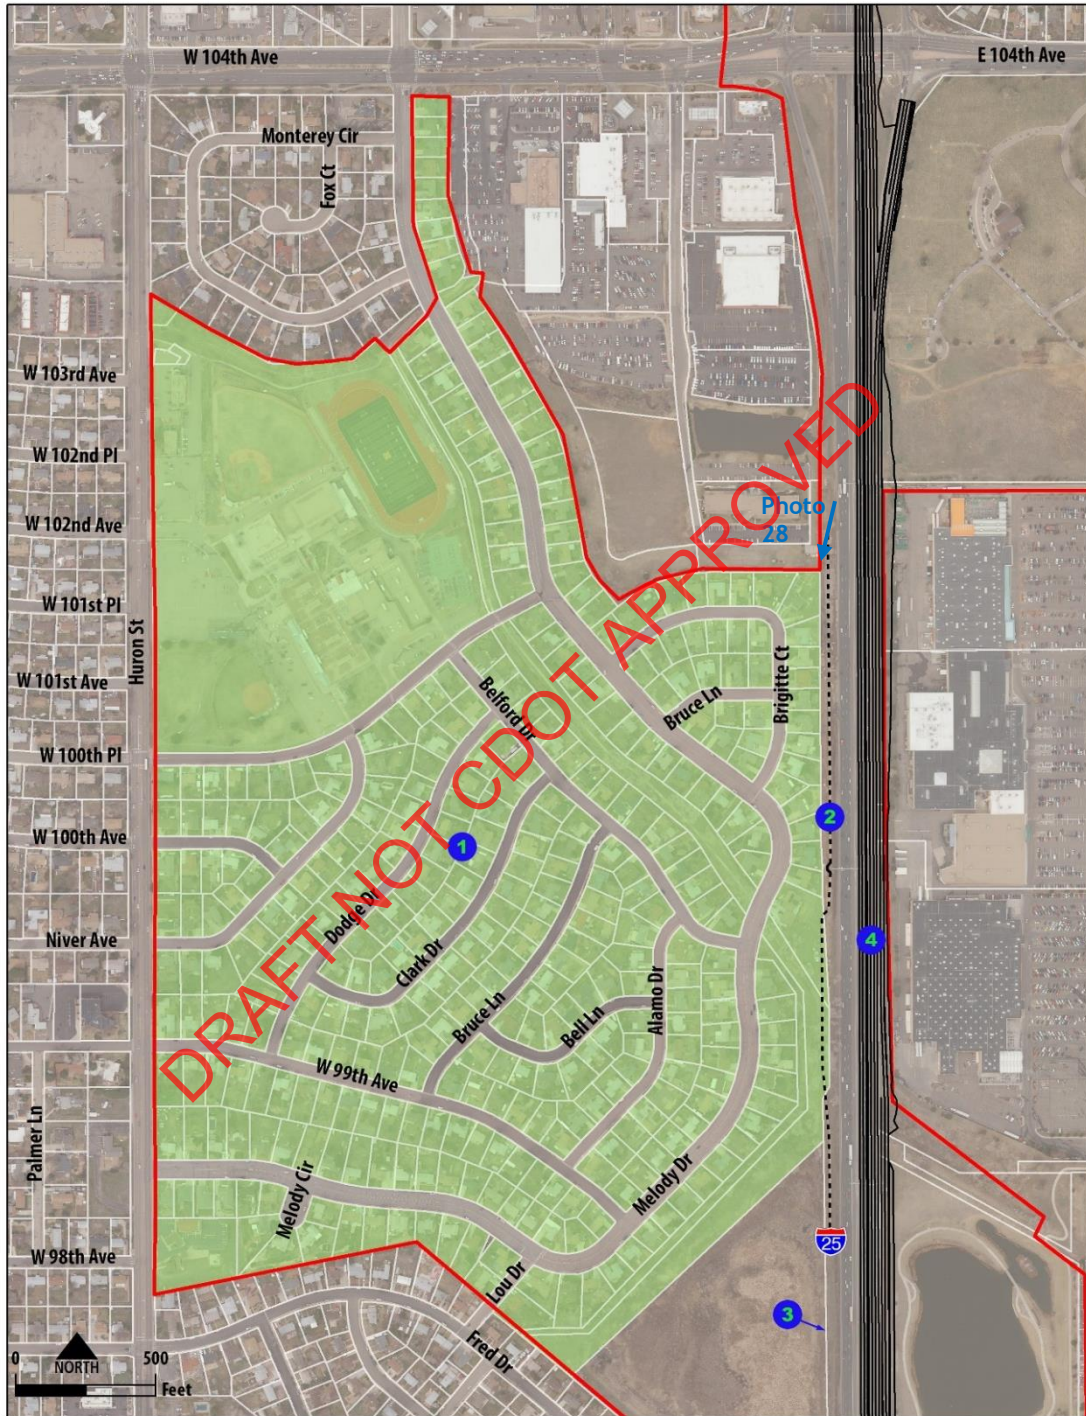 W 104th Ave
E 104th Ave
Monterey Cir
Fox Ct
W 103rd Ave
W 102nd Pl
W 102nd Ave
Photo
28
W 101st Pl
Huron St
W 101st Ave
Belford Dr
Bruce Ln
Brigitte Ct
W 100th Pl
W 100th Ave
2
1
Dodge Dr
Niver Ave
Clark Dr
4
Alamo Dr
Bruce Ln
Bell Ln
W 99th Ave
Palmer Ln
Melody Dr
Melody Cir
W 98th Ave
25
Lou Dr
3
Fred Dr
NORTH
0 500
Feet
DRAFT NOT CDOT APPROVED